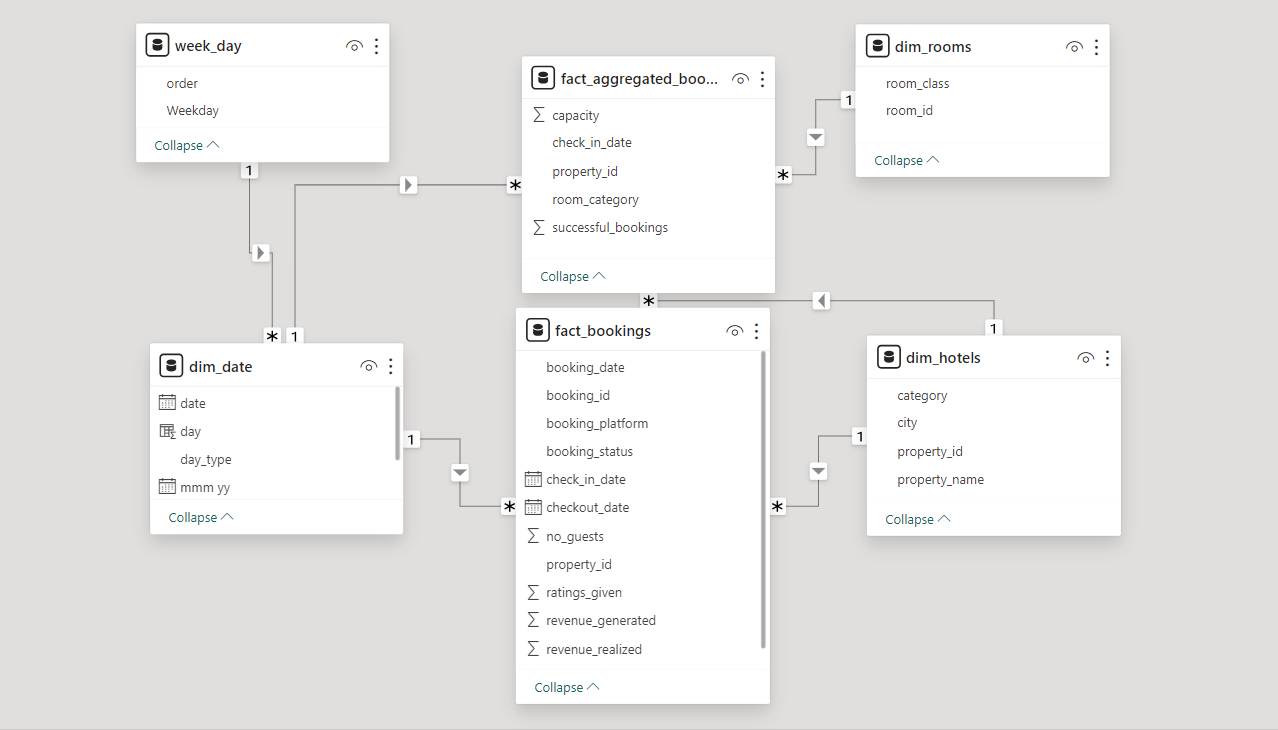 week_day
order
Weekday
Collapse
1
fact_aggregated_boo...
capacity
check_in_date
property_id
room_category
successful_bookings
Collapse
*
*
*
dim_rooms
room_class
room_id
Collapse
1
dim_date
date
day
day_type
mmm yy
Collapse
*
1
1
fact_bookings
booking_date
booking_id
booking_platform
booking_status
check_in_date
checkout_date
no_guests
property_id
ratings_given
revenue_generated
revenue_realized
Collapse
*
*
dim_hotels
category
city
property_id
property_name
Collapse
1
1